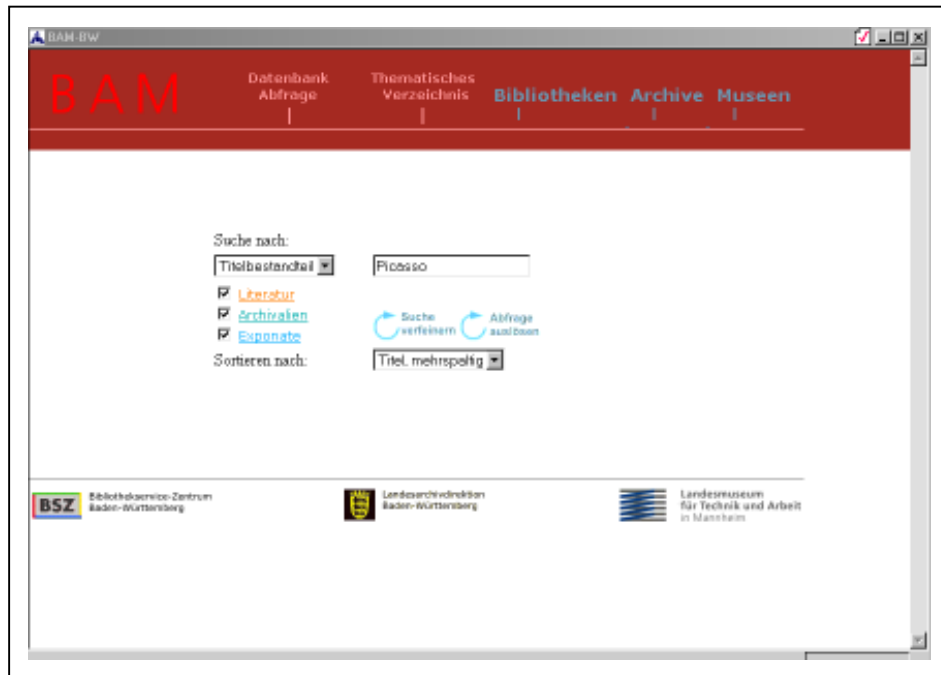 BAM-BW
BAM
Datenbank
Abfrage
Thematisches
Verzeichnis
Bibliotheken
Archive
Museen
Suche nach:
Titelbestandteil
Picasso
Literatur
Archivalien
Exponate
Suche
verfeinern
Abfrage
auslösen
Sortieren nach:
Titel, mehrspaltig
BSZ
Bibliotheksservice-Zentrum
Baden-Württemberg
Landesarchivdirektion
Baden-Württemberg
Landesmuseum
für Technik und Arbeit
in Mannheim